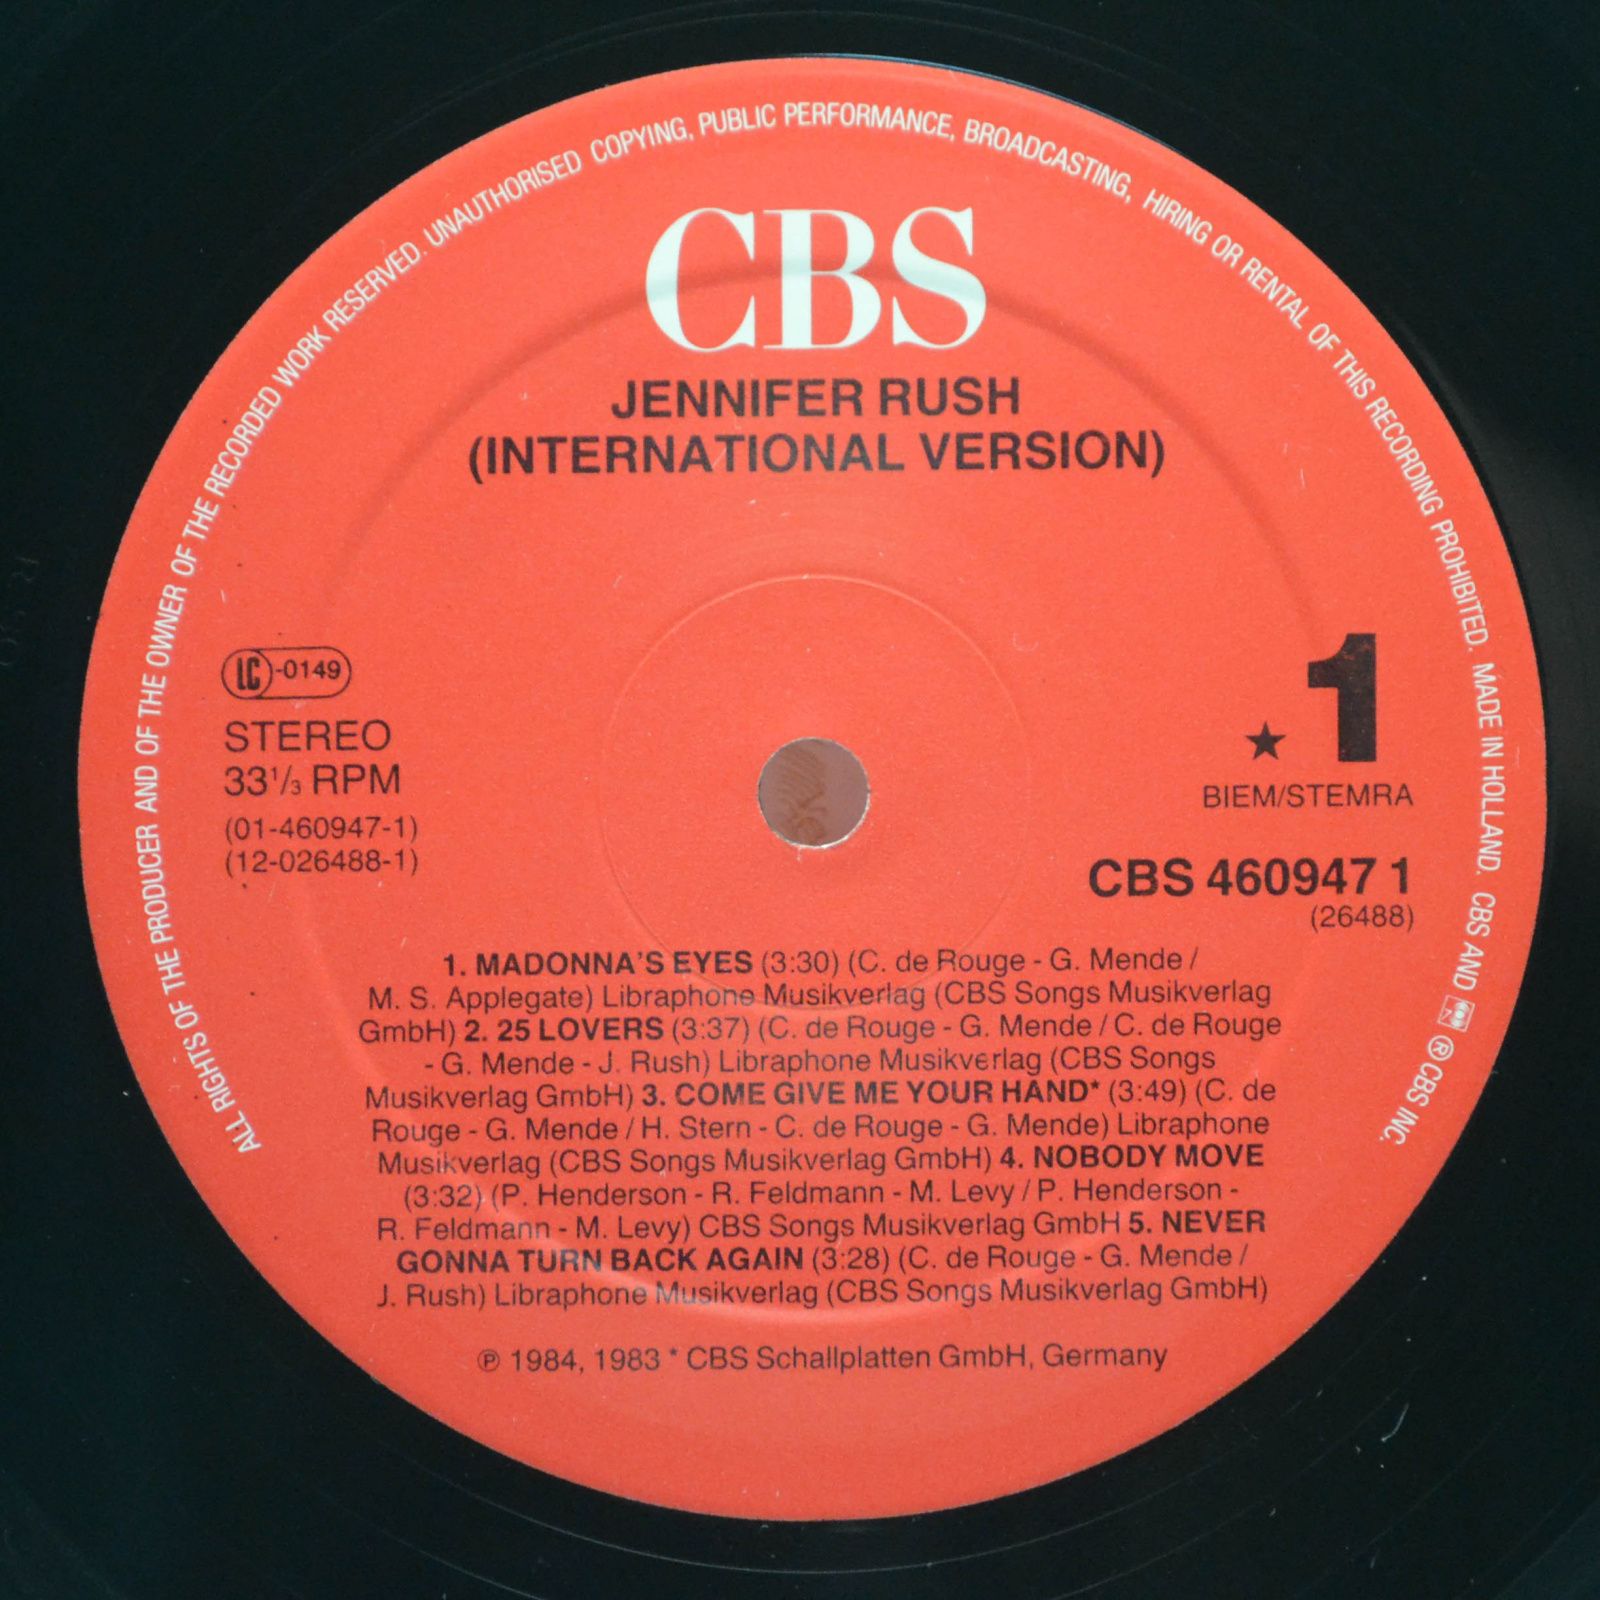 ALL RIGHTS OF THE PRODUCER AND OF THE OWNER OF THE RECORDED WORK RESERVED. UNAUTHORISED COPYING, PUBLIC PERFORMANCE, BROADCASTING, HIRING OR RENTAL OF THIS RECORDING PROHIBITED. MADE IN HOLLAND. CBS AND ® CBS INC.
CBS
JENNIFER RUSH
(INTERNATIONAL VERSION)
LC-0149
STEREO
33 1/3 RPM
(01-460947-1)
(12-026488-1)
★ 1
BIEM/STEMRA
CBS 460947 1
(26488)
1. MADONNA'S EYES (3:30) (C. de Rouge - G. Mende /
M. S. Applegate) Libraphone Musikverlag (CBS Songs Musikverlag
GmbH) 2. 25 LOVERS (3:37) (C. de Rouge - G. Mende / C. de Rouge
- G. Mende - J. Rush) Libraphone Musikverlag (CBS Songs
Musikverlag GmbH) 3. COME GIVE ME YOUR HAND* (3:49) (C. de
Rouge - G. Mende / H. Stern - C. de Rouge - G. Mende) Libraphone
Musikverlag (CBS Songs Musikverlag GmbH) 4. NOBODY MOVE
(3:32) (P. Henderson - R. Feldmann - M. Levy / P. Henderson -
R. Feldmann - M. Levy) CBS Songs Musikverlag GmbH 5. NEVER
GONNA TURN BACK AGAIN (3:28) (C. de Rouge - G. Mende /
J. Rush) Libraphone Musikverlag (CBS Songs Musikverlag GmbH)
℗ 1984, 1983 * CBS Schallplatten GmbH, Germany